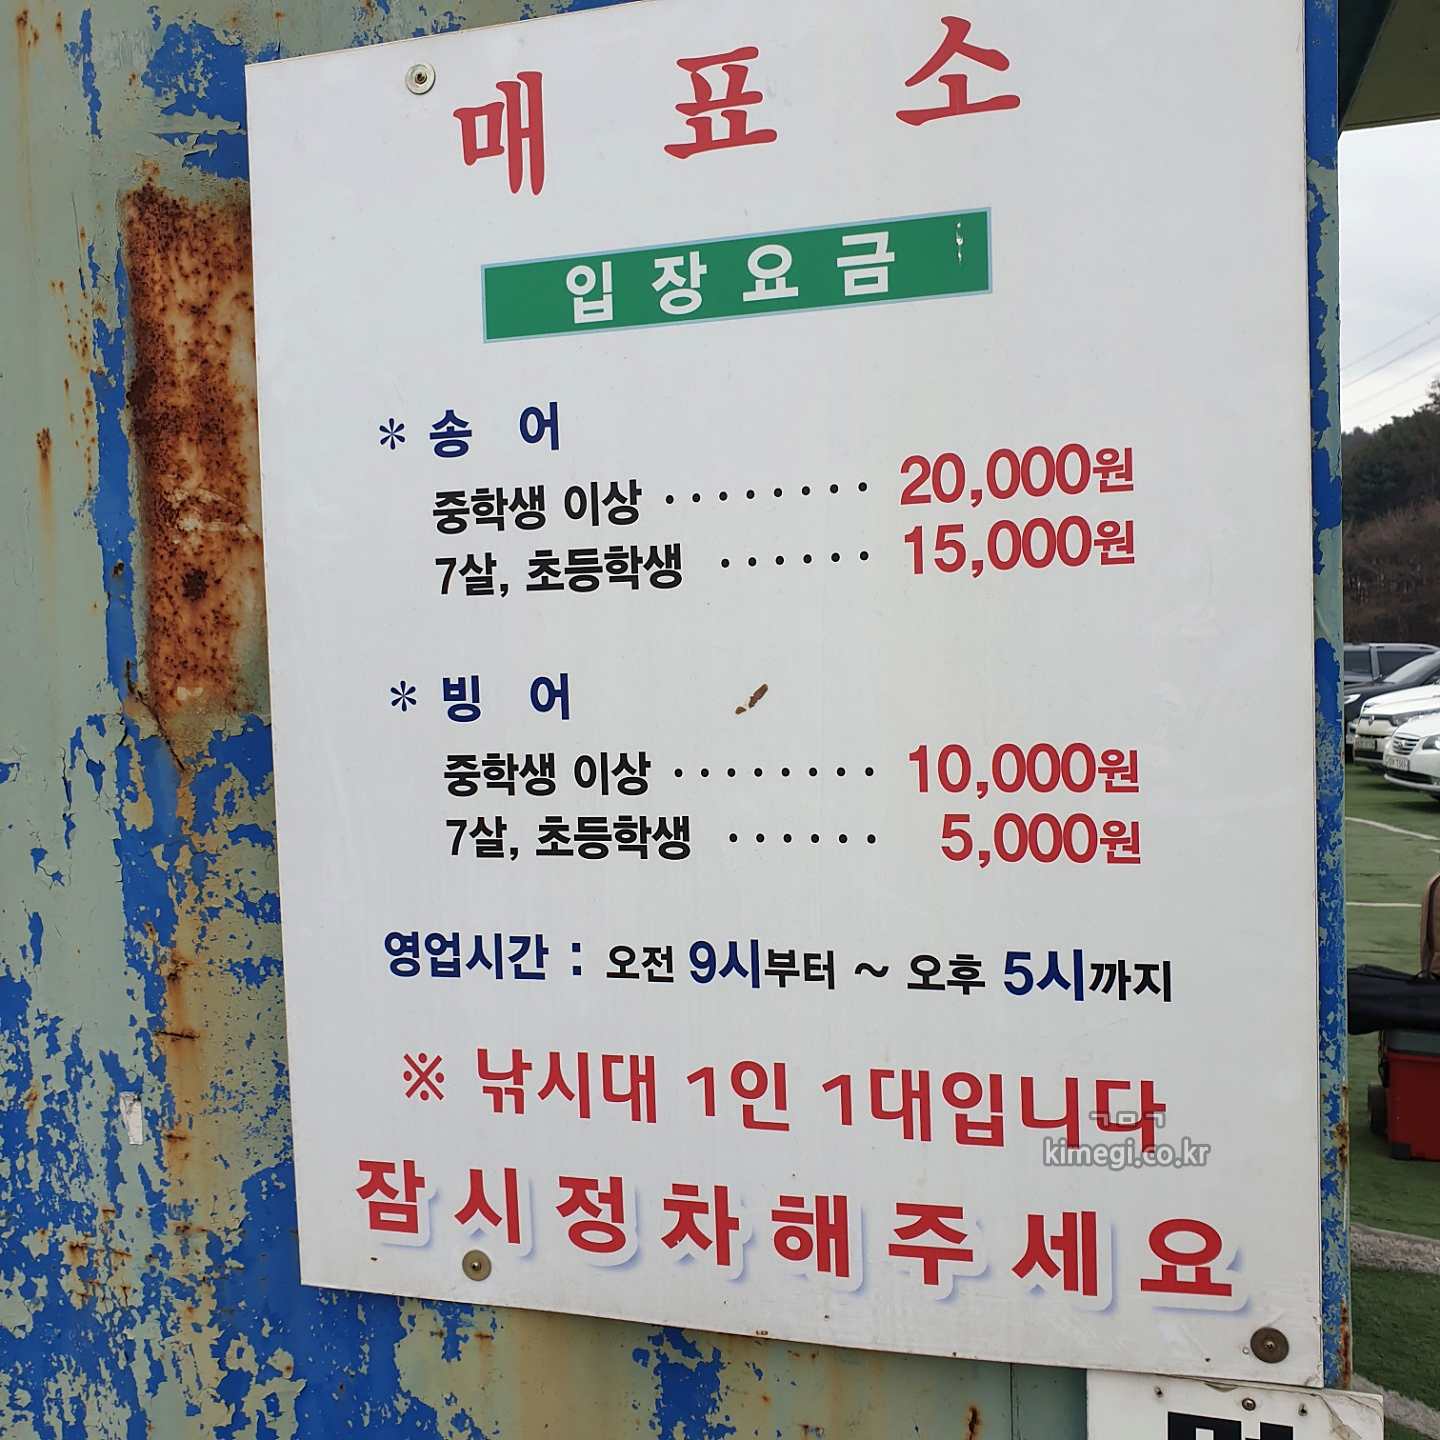 매표소
입장요금
* 송 어
중학생 이상 ········ 20,000원
7살, 초등학생 ······ 15,000원
* 빙 어
중학생 이상 ········ 10,000원
7살, 초등학생 ······ 5,000원
영업시간 : 오전 9시부터 ~ 오후 5시까지
※ 낚시대 1인 1대입니다
ㄱㅁㄱ
kimegi.co.kr
잠시정차해주세요